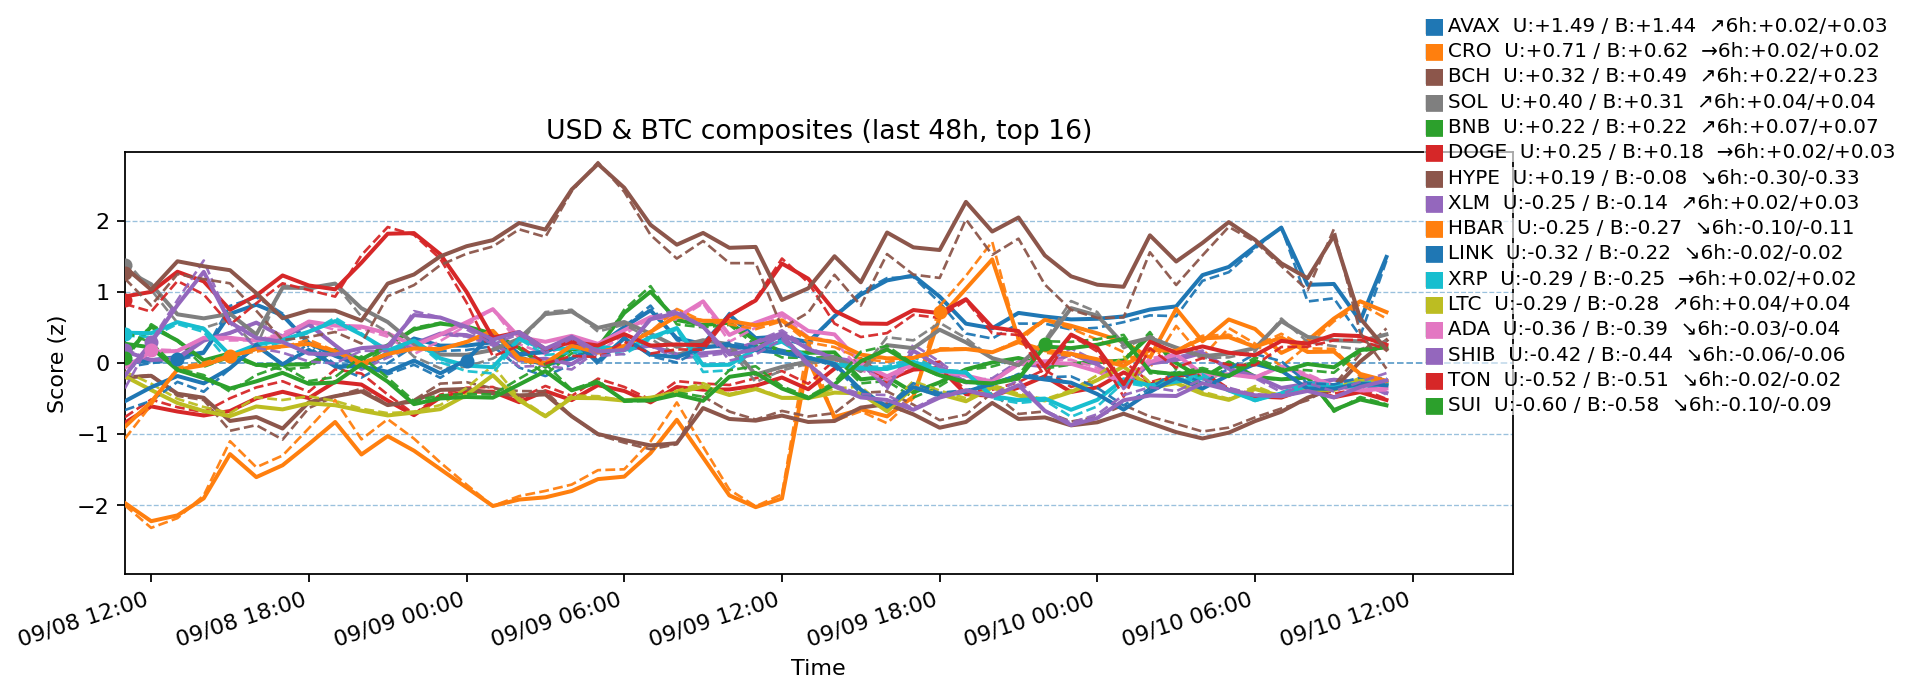 AVAX  U:+1.49 / B:+1.44  ↗6h:+0.02/+0.03
CRO  U:+0.71 / B:+0.62  →6h:+0.02/+0.02
BCH  U:+0.32 / B:+0.49  ↗6h:+0.22/+0.23
SOL  U:+0.40 / B:+0.31  ↗6h:+0.04/+0.04
BNB  U:+0.22 / B:+0.22  ↗6h:+0.07/+0.07
DOGE  U:+0.25 / B:+0.18  →6h:+0.02/+0.03
HYPE  U:+0.19 / B:-0.08  ↘6h:-0.30/-0.33
XLM  U:-0.25 / B:-0.14  ↗6h:+0.02/+0.03
HBAR  U:-0.25 / B:-0.27  ↘6h:-0.10/-0.11
LINK  U:-0.32 / B:-0.22  ↘6h:-0.02/-0.02
XRP  U:-0.29 / B:-0.25  →6h:+0.02/+0.02
LTC  U:-0.29 / B:-0.28  ↗6h:+0.04/+0.04
ADA  U:-0.36 / B:-0.39  ↘6h:-0.03/-0.04
SHIB  U:-0.42 / B:-0.44  ↘6h:-0.06/-0.06
TON  U:-0.52 / B:-0.51  ↘6h:-0.02/-0.02
SUI  U:-0.60 / B:-0.58  ↘6h:-0.10/-0.09
USD & BTC composites (last 48h, top 16)
Score (z)
2
1
0
−1
−2
09/08 12:00
09/08 18:00
09/09 00:00
09/09 06:00
09/09 12:00
09/09 18:00
09/10 00:00
09/10 06:00
09/10 12:00
Time